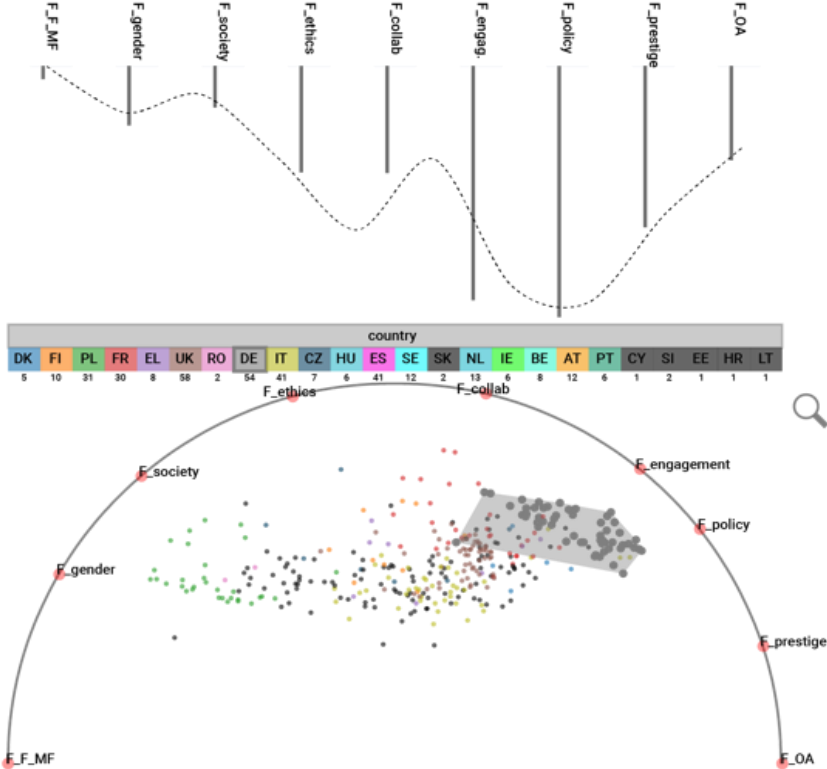 F_F_MF
F_gender
F_society
F_ethics
F_collab
F_engag.
F_policy
F_prestige
F_OA
country
DK FI PL FR EL UK RO DE IT CZ HU ES SE SK NL IE BE AT PT CY SI EE HR LT
5 10 31 30 8 58 2 54 41 7 6 41 12 2 13 6 8 12 6 1 2 1 1 1
F_ethics
F_collab
F_society
F_engagement
F_policy
F_gender
F_prestige
F_F_MF
F_OA